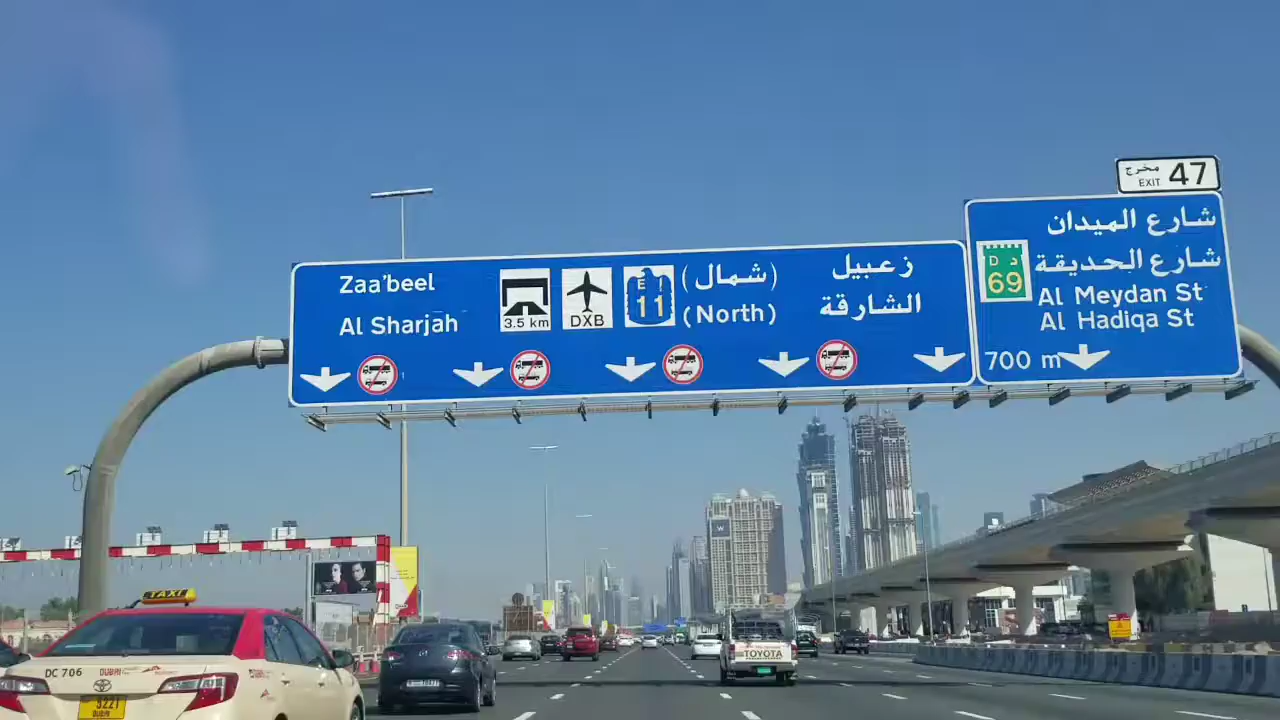 مخرج
EXIT 47
Zaa'beel
Al Sharjah
3.5 km
DXB
E
11
(شمال)
(North)
زعبيل
الشارقة
شارع الميدان
شارع الحديقة
D د
69
Al Meydan St
Al Hadiqa St
700 m
TAXI
DC 706
DUBAI
TOYOTA
W